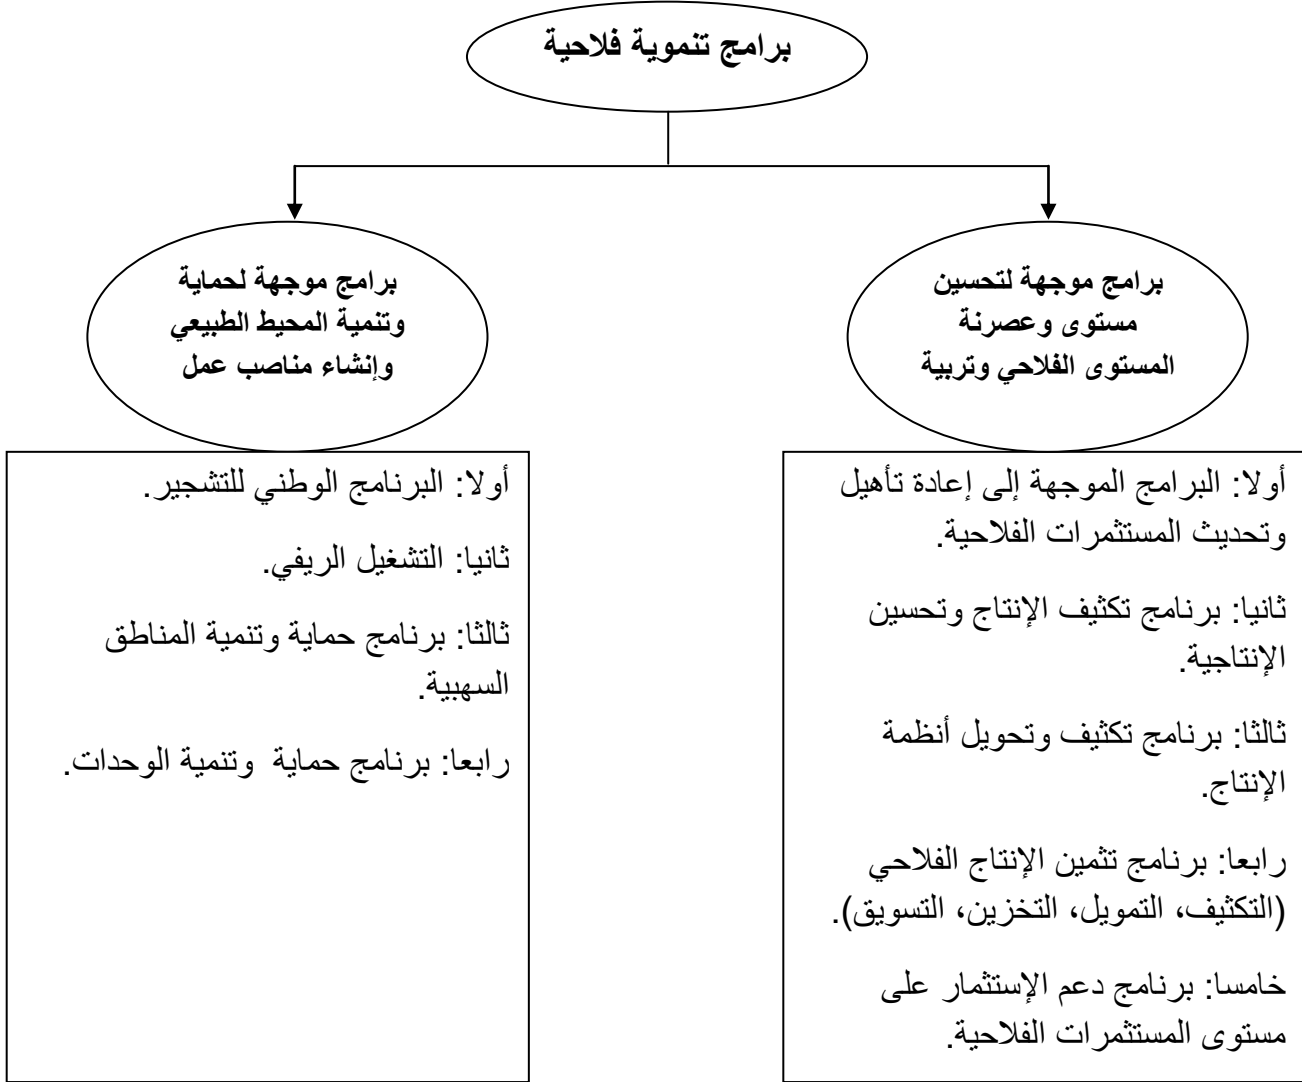 برامج تنموية فلاحية
برامج موجهة لتحسين
مستوى وعصرنة
المستوى الفلاحي وتربية
برامج موجهة لحماية
وتنمية المحيط الطبيعي
وإنشاء مناصب عمل
أولا: البرامج الموجهة إلى إعادة تأهيل
وتحديث المستثمرات الفلاحية.
ثانيا: برنامج تكثيف الإنتاج وتحسين
الإنتاجية.
ثالثا: برنامج تكثيف وتحويل أنظمة
الإنتاج.
رابعا: برنامج تثمين الإنتاج الفلاحي
(التكثيف، التمويل، التخزين، التسويق).
خامسا: برنامج دعم الإستثمار على
مستوى المستثمرات الفلاحية.
أولا: البرنامج الوطني للتشجير.
ثانيا: التشغيل الريفي.
ثالثا: برنامج حماية وتنمية المناطق
السهبية.
رابعا: برنامج حماية وتنمية الوحدات.